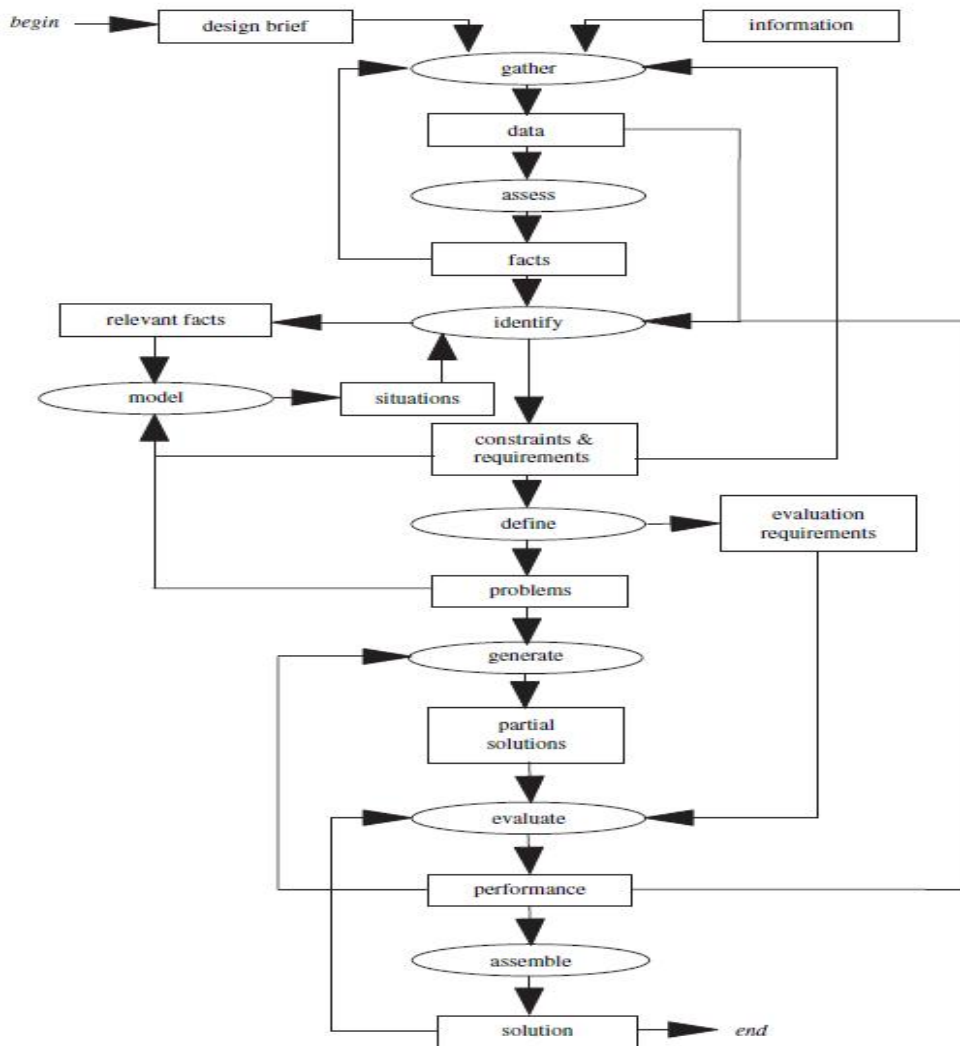 begin
design brief
information
gather
data
assess
facts
relevant facts
identify
model
situations
constraints &
requirements
define
evaluation
requirements
problems
generate
partial
solutions
evaluate
performance
assemble
solution
end